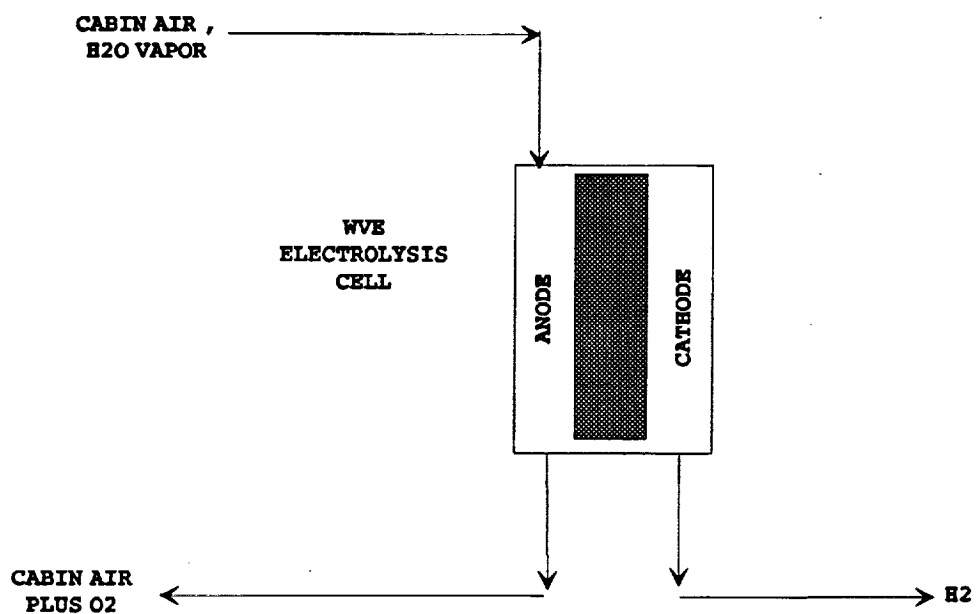 CABIN AIR ,
H2O VAPOR
WVE
ELECTROLYSIS
CELL
ANODE
CATHODE
CABIN AIR
PLUS O2
H2